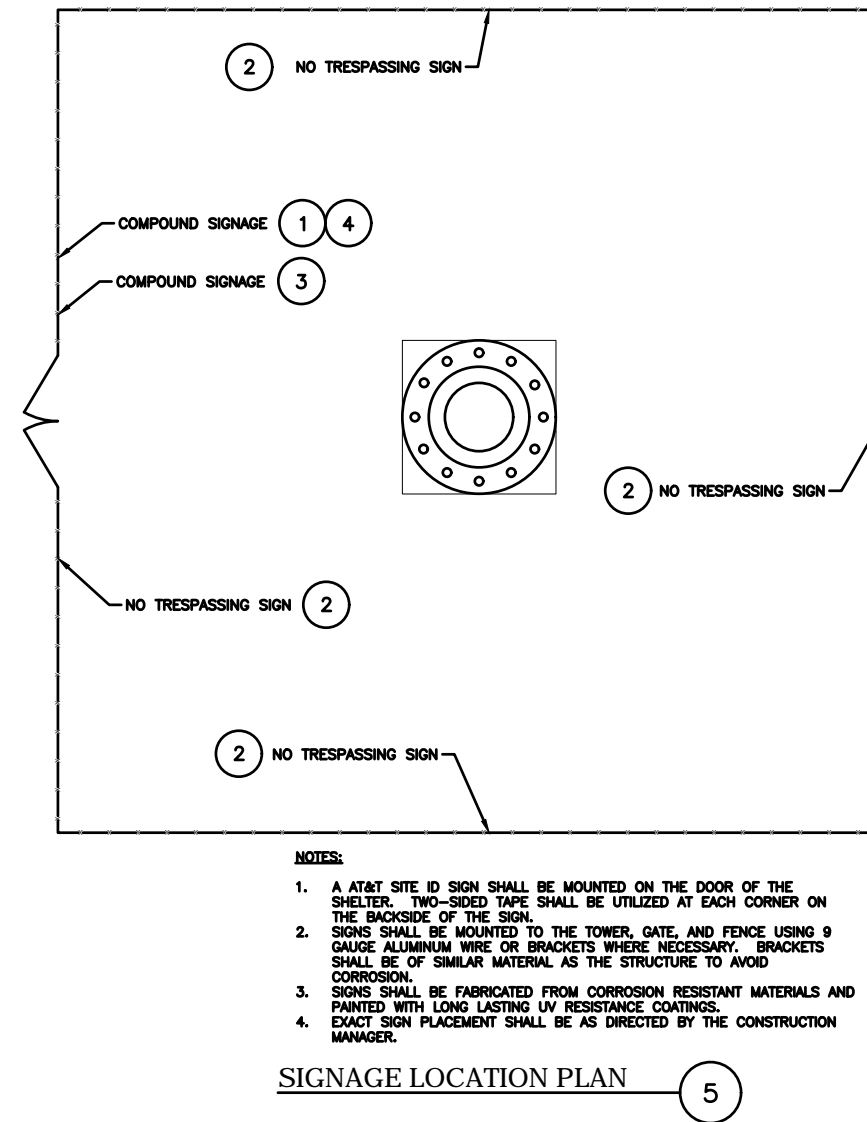 2 NO TRESPASSING SIGN
COMPOUND SIGNAGE 1 4
COMPOUND SIGNAGE 3
2 NO TRESPASSING SIGN
NO TRESPASSING SIGN 2
2 NO TRESPASSING SIGN
NOTES:
1. A AT&T SITE ID SIGN SHALL BE MOUNTED ON THE DOOR OF THE
SHELTER. TWO-SIDED TAPE SHALL BE UTILIZED AT EACH CORNER ON
THE BACKSIDE OF THE SIGN.
2. SIGNS SHALL BE MOUNTED TO THE TOWER, GATE, AND FENCE USING 9
GAUGE ALUMINUM WIRE OR BRACKETS WHERE NECESSARY. BRACKETS
SHALL BE OF SIMILAR MATERIAL AS THE STRUCTURE TO AVOID
CORROSION.
3. SIGNS SHALL BE FABRICATED FROM CORROSION RESISTANT MATERIALS AND
PAINTED WITH LONG LASTING UV RESISTANCE COATINGS.
4. EXACT SIGN PLACEMENT SHALL BE AS DIRECTED BY THE CONSTRUCTION
MANAGER.
SIGNAGE LOCATION PLAN 5